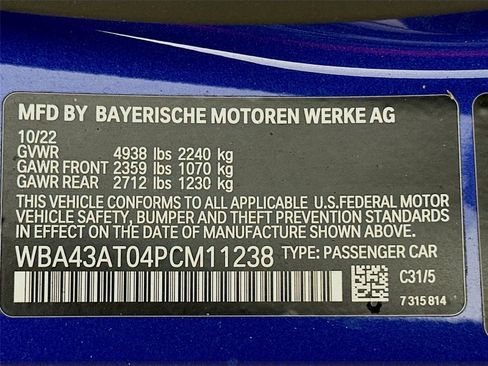 MFD BY BAYERISCHE MOTOREN WERKE AG
10/22
GVWR 4938 lbs 2240 kg
GAWR FRONT 2359 lbs 1070 kg
GAWR REAR 2712 lbs 1230 kg
THIS VEHICLE CONFORMS TO ALL APPLICABLE U.S.FEDERAL MOTOR
VEHICLE SAFETY, BUMPER AND THEFT PREVENTION STANDARDS
IN EFFECT ON THE DATE OF MANUFACTURE SHOWN ABOVE.
WBA43AT04PCM11238 TYPE: PASSENGER CAR
C31/5
7 315 814